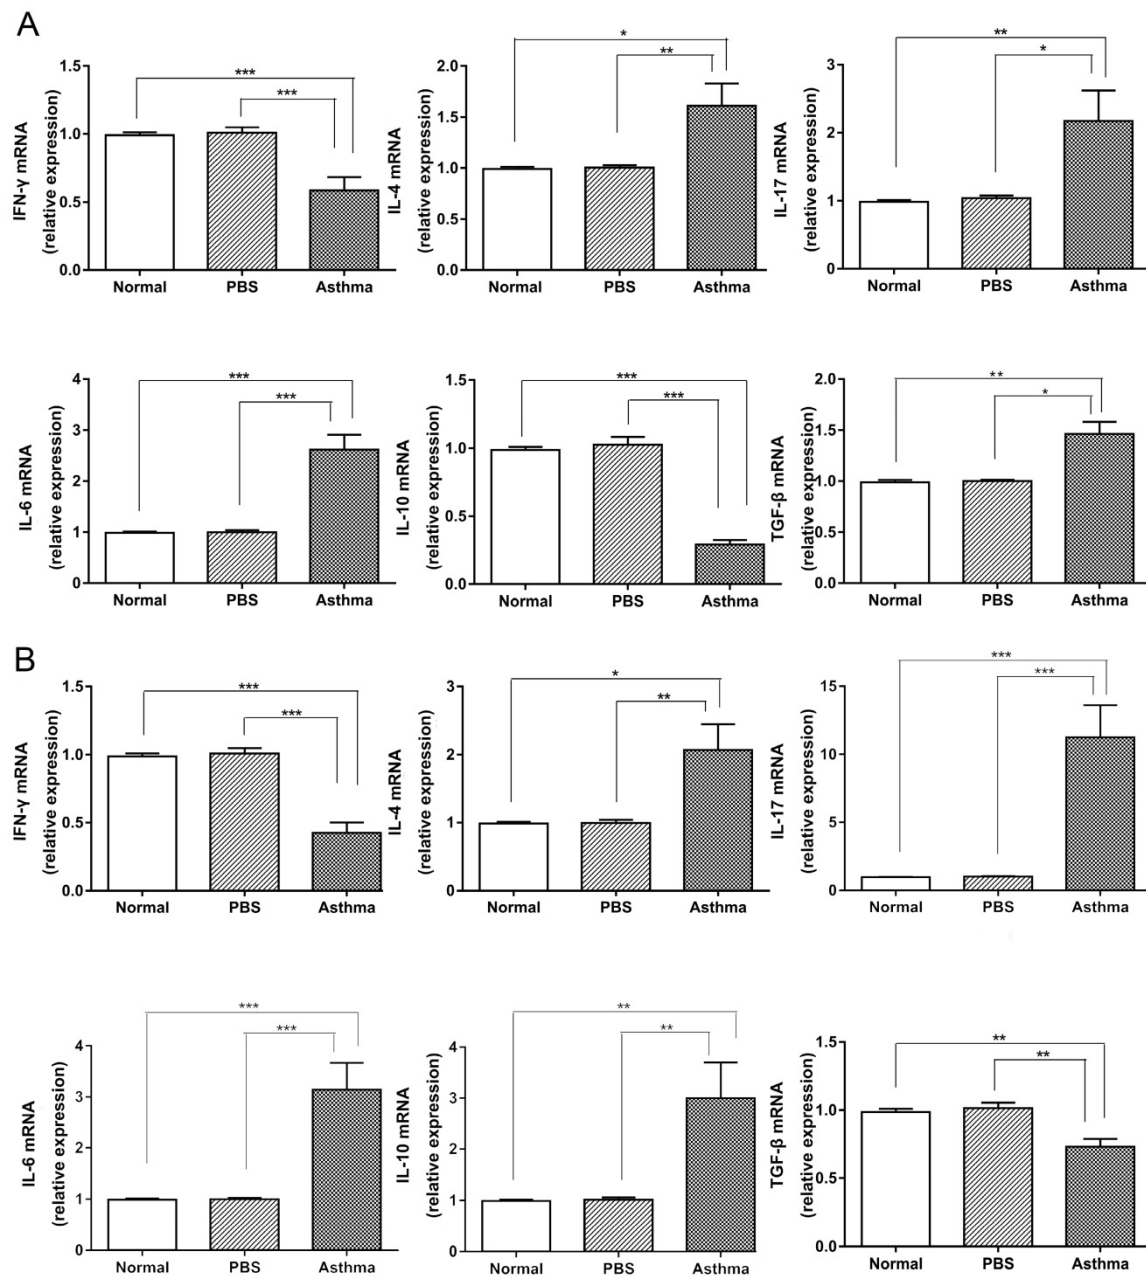 A
IFN-γ mRNA
(relative expression)
1.5
1.0
0.5
0.0
***
***
Normal
PBS
Asthma
IL-4 mRNA
(relative expression)
2.0
1.5
1.0
0.5
0.0
*
**
Normal
PBS
Asthma
IL-17 mRNA
(relative expression)
3
2
1
0
**
*
Normal
PBS
Asthma
IL-6 mRNA
(relative expression)
4
3
2
1
0
***
***
Normal
PBS
Asthma
IL-10 mRNA
(relative expression)
1.5
1.0
0.5
0.0
***
***
Normal
PBS
Asthma
TGF-β mRNA
(relative expression)
2.0
1.5
1.0
0.5
0.0
**
*
Normal
PBS
Asthma
B
IFN-γ mRNA
(relative expression)
1.5
1.0
0.5
0.0
***
***
Normal
PBS
Asthma
IL-4 mRNA
(relative expression)
3
2
1
0
*
**
Normal
PBS
Asthma
IL-17 mRNA
(relative expression)
15
10
5
0
***
***
Normal
PBS
Asthma
IL-6 mRNA
(relative expression)
4
3
2
1
0
***
***
Normal
PBS
Asthma
IL-10 mRNA
(relative expression)
4
3
2
1
0
**
**
Normal
PBS
Asthma
TGF-β mRNA
(relative expression)
1.5
1.0
0.5
0.0
**
**
Normal
PBS
Asthma